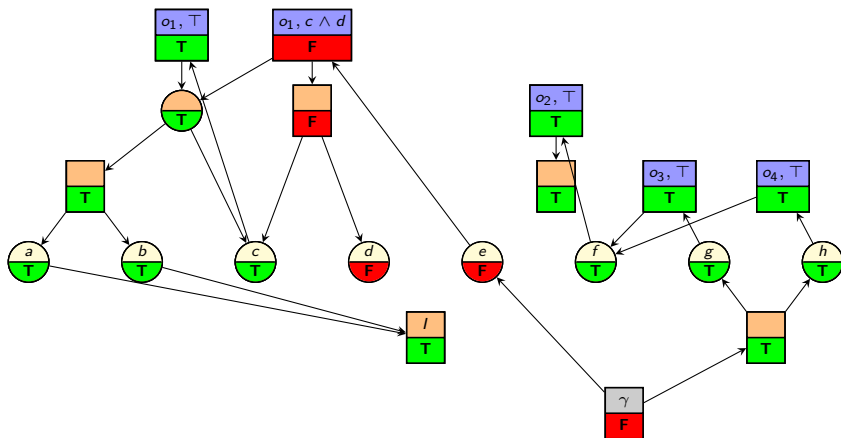 o₁, ⊤ o₁, c ∧ d
T F
o₂, ⊤
T F T
o₃, ⊤ o₄, ⊤
T T T T
a b c d e f g h
T T T F F T T T
I
T T
γ
F